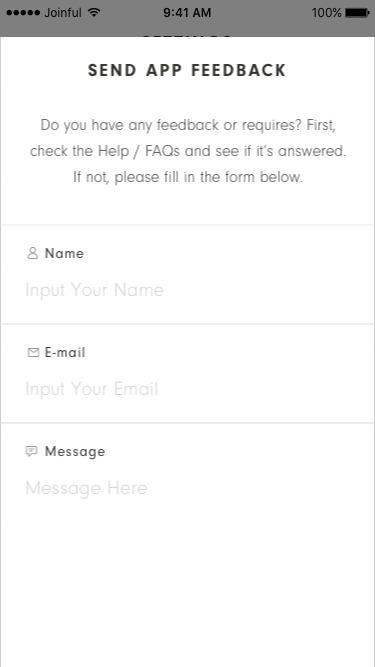 Joinful 9:41 AM 100%
SEND APP FEEDBACK
Do you have any feedback or requires? First,
check the Help / FAQs and see if it's answered.
If not, please fill in the form below.
Name
Input Your Name
E-mail
Input Your Email
Message
Message Here